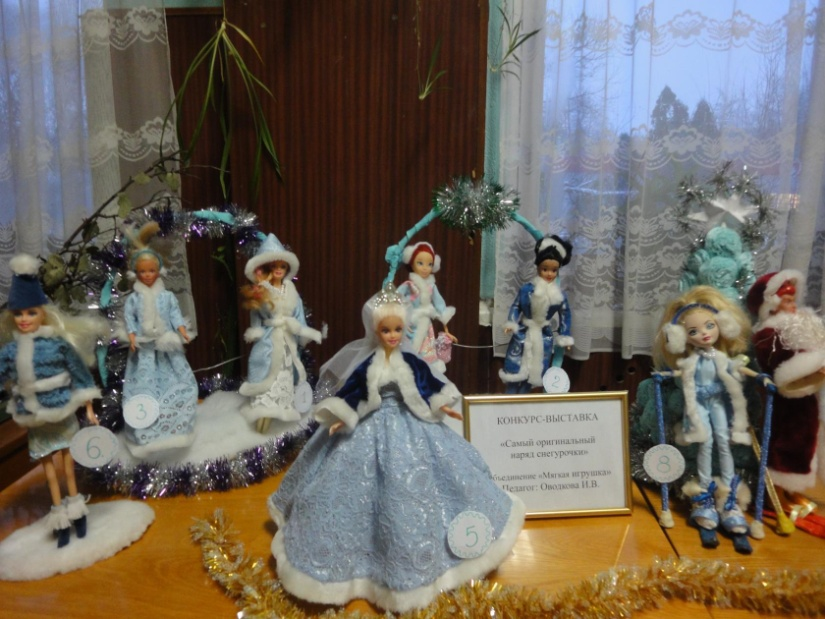 КОНКУРС-ВЫСТАВКА
«Самый оригинальный
наряд снегурочки»
бъединение «Мягкая игрушка»
Педагог: Оводкова И.В.
6.
3
5
2
8